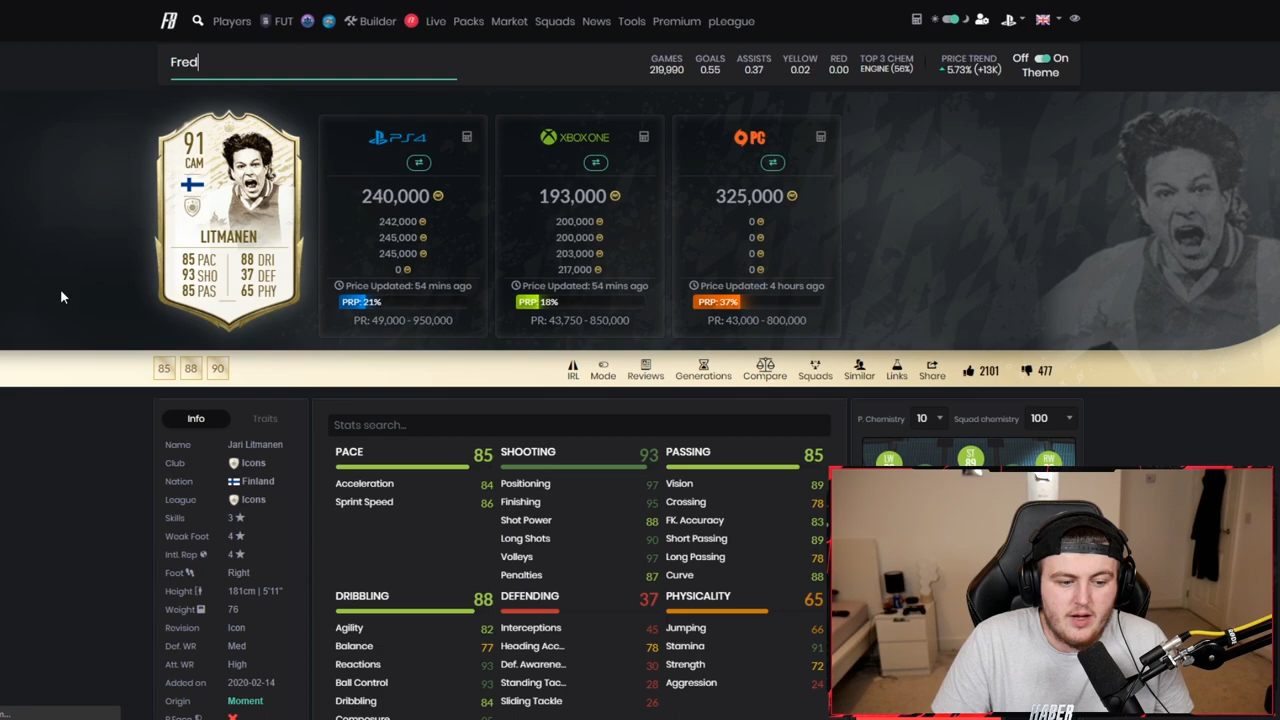 F8 Players FUT Builder Live Packs Market Squads News Tools Premium pLeague
Fred
GAMES GOALS ASSISTS YELLOW RED TOP 3 CHEM PRICE TREND Off On
219,990 0.55 0.37 0.02 0.00 ENGINE (56%) 5.73% (+13K) Theme
91
CAM
LITMANEN
85 PAC 88 DRI
93 SHO 37 DEF
85 PAS 65 PHY
PS4
240,000
242,000
245,000
245,000
0
Price Updated: 54 mins ago
PRP: 21%
PR: 49,000 - 950,000
XBOX ONE
193,000
200,000
200,000
203,000
217,000
Price Updated: 54 mins ago
PRP: 18%
PR: 43,750 - 850,000
PC
325,000
0
0
0
0
Price Updated: 4 hours ago
PRP: 37%
PR: 43,000 - 800,000
85 88 90
IRL Mode Reviews Generations Compare Squads Similar Links Share 2101 477
Info Traits
Name Jari Litmanen
Club Icons
Nation Finland
League Icons
Skills 3
Weak Foot 4
Intl. Rep 4
Foot Right
Height 181cm | 5'11"
Weight 76
Revision Icon
Def. WR Med
Att. WR High
Added on 2020-02-14
Origin Moment
Stats search...
PACE 85
Acceleration 84
Sprint Speed 86
SHOOTING 93
Positioning 97
Finishing 95
Shot Power 88
Long Shots 90
Volleys 97
Penalties 87
PASSING 85
Vision 89
Crossing 78
FK. Accuracy 83
Short Passing 89
Long Passing 78
Curve 88
DRIBBLING 88
Agility 82
Balance 77
Reactions 93
Ball Control 93
Dribbling 84
DEFENDING 37
Interceptions 45
Heading Acc... 78
Def. Awarene... 30
Standing Tac... 28
Sliding Tackle 26
PHYSICALITY 65
Jumping 66
Stamina 91
Strength 72
Aggression 24
P. Chemistry 10 Squad chemistry 100
LW ST RW
89
HABER